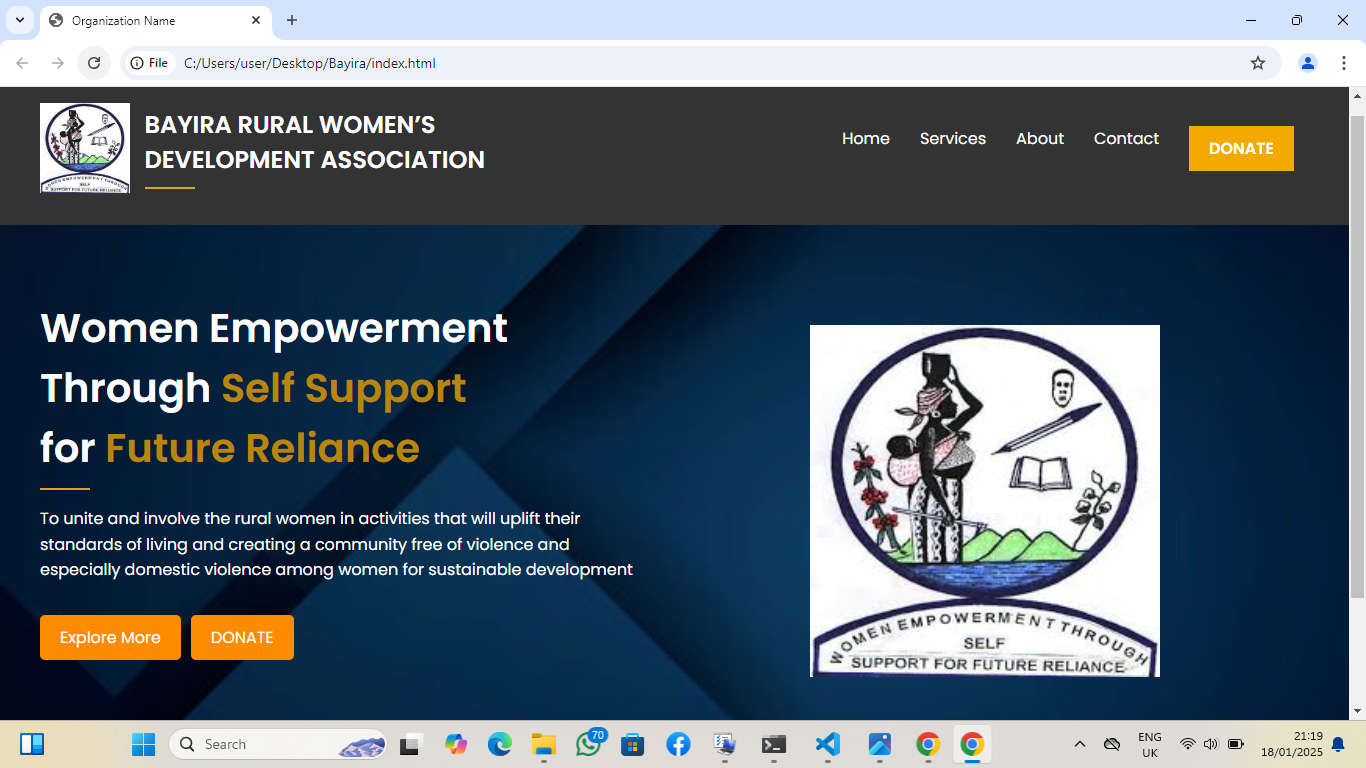 Organization Name
File
C:/Users/user/Desktop/Bayira/index.html
WOMEN EMPOWERMENT THROUGH
SELF
SUPPORT FOR FUTURE RELIANCE
BAYIRA RURAL WOMEN’S
DEVELOPMENT ASSOCIATION
Home
Services
About
Contact
DONATE
Women Empowerment
Through Self Support
for Future Reliance
To unite and involve the rural women in activities that will uplift their
standards of living and creating a community free of violence and
especially domestic violence among women for sustainable development
Explore More
DONATE
WOMEN EMPOWERMENT THROUGH
SELF
SUPPORT FOR FUTURE RELIANCE
Search
70
ENG
UK
21:19
18/01/2025